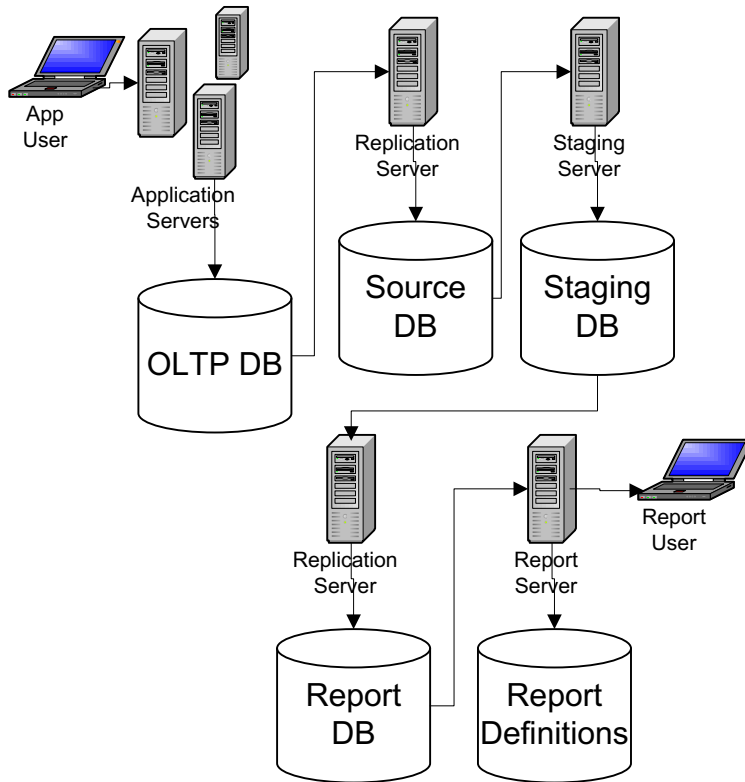 App
User
Application
Servers
Replication
Server
Staging
Server
OLTP DB
Source
DB
Staging
DB
Replication
Server
Report
Server
Report
User
Report
DB
Report
Definitions